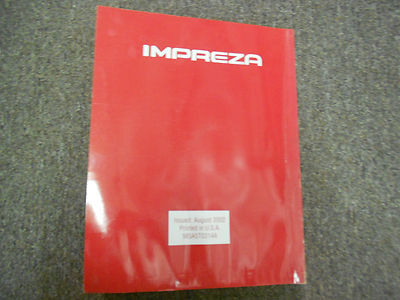 IMPREZA
Issued: August 2002
Printed in U.S.A.